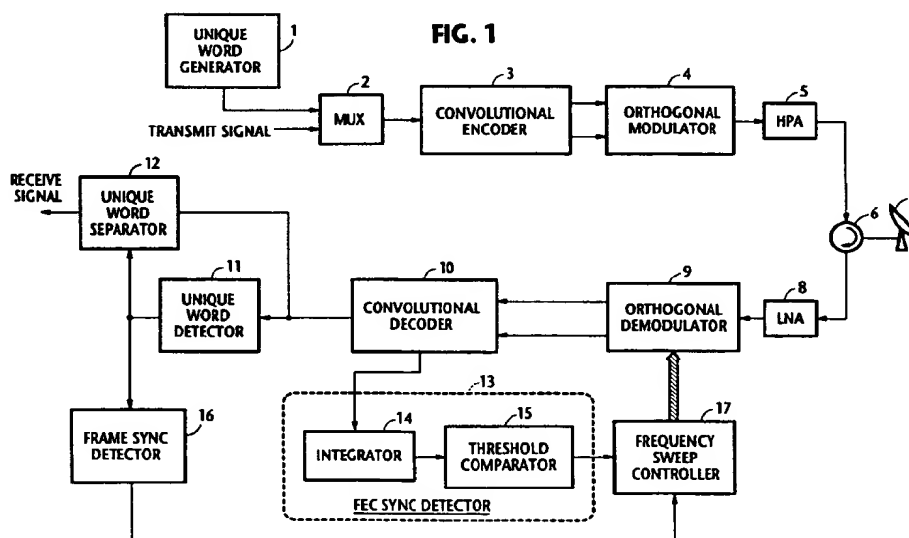 FIG. 1
1
UNIQUE
WORD
GENERATOR
2
MUX
TRANSMIT SIGNAL
3
CONVOLUTIONAL
ENCODER
4
ORTHOGONAL
MODULATOR
5
HPA
6
12
RECEIVE
SIGNAL
UNIQUE
WORD
SEPARATOR
11
UNIQUE
WORD
DETECTOR
10
CONVOLUTIONAL
DECODER
9
ORTHOGONAL
DEMODULATOR
8
LNA
13
16
FRAME SYNC
DETECTOR
14
INTEGRATOR
15
THRESHOLD
COMPARATOR
FEC SYNC DETECTOR
17
FREQUENCY
SWEEP
CONTROLLER